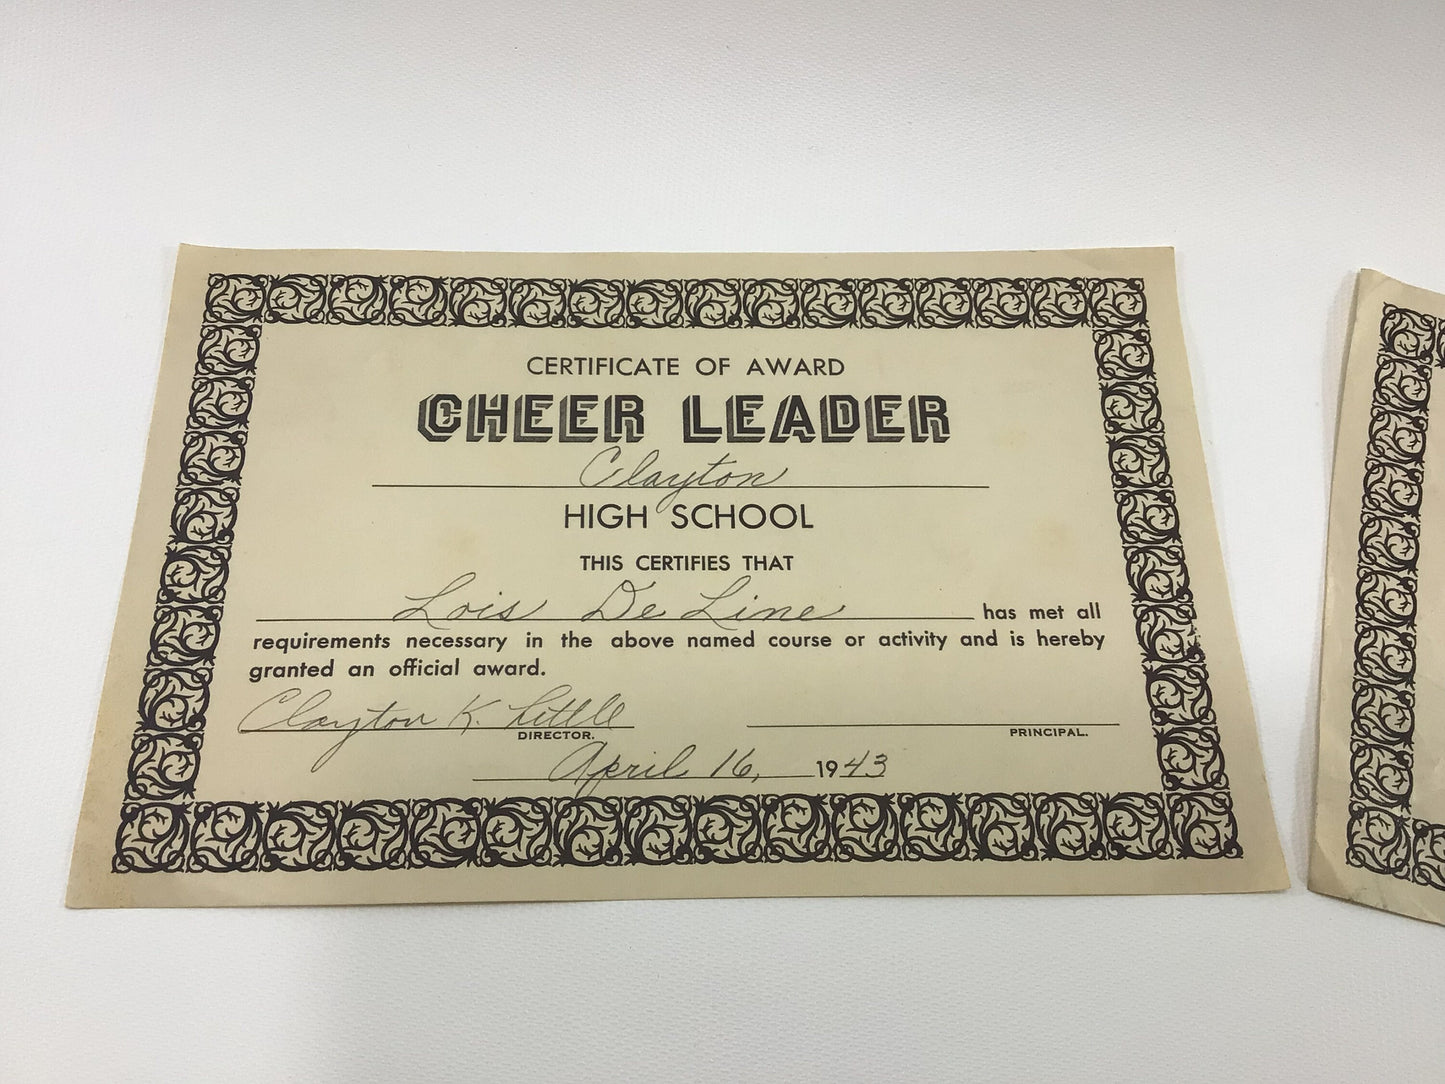 CERTIFICATE OF AWARD
CHEER LEADER
Clayton
HIGH SCHOOL
THIS CERTIFIES THAT
Lois De Line has met all
requirements necessary in the above named course or activity and is hereby
granted an official award.
Clayton K. Little
DIRECTOR. PRINCIPAL.
April 16, 1943